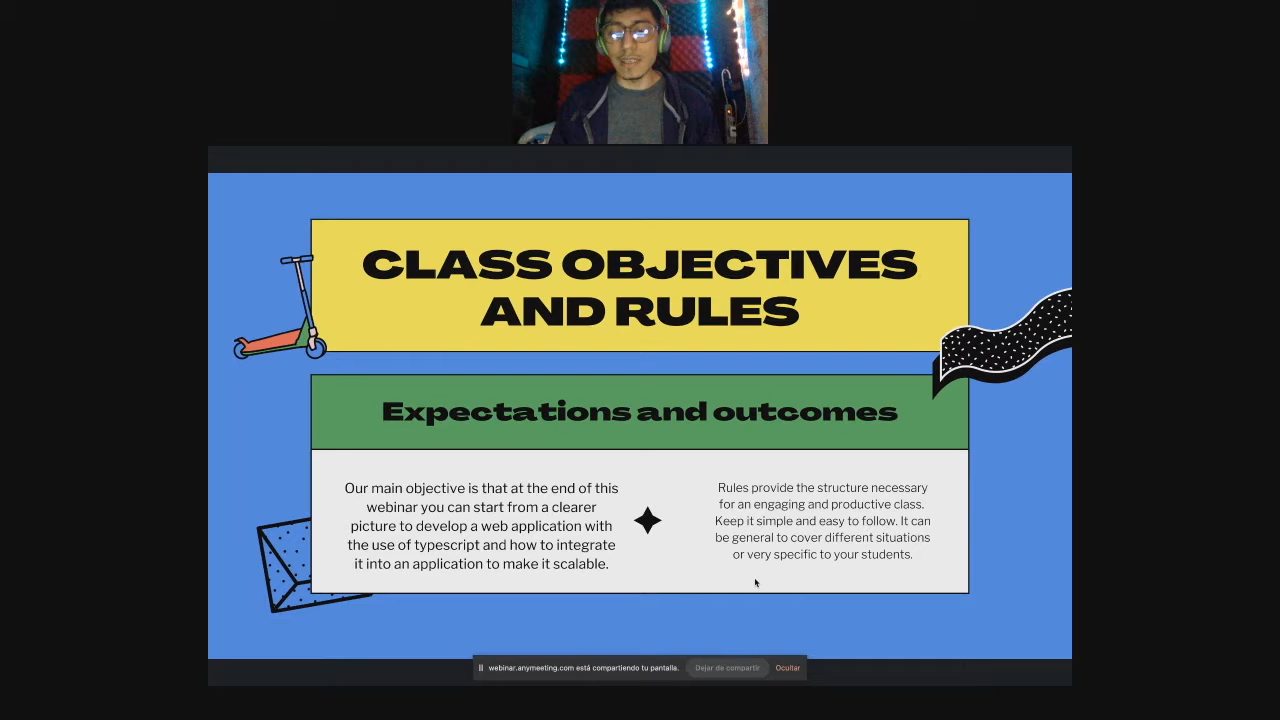 CLASS OBJECTIVES
AND RULES
Expectations and outcomes
Our main objective is that at the end of this
webinar you can start from a clearer
picture to develop a web application with
the use of typescript and how to integrate
it into an application to make it scalable.
Rules provide the structure necessary
for an engaging and productive class.
Keep it simple and easy to follow. It can
be general to cover different situations
or very specific to your students.
webinar.anymeeting.com está compartiendo tu pantalla. Dejar de compartir Ocultar